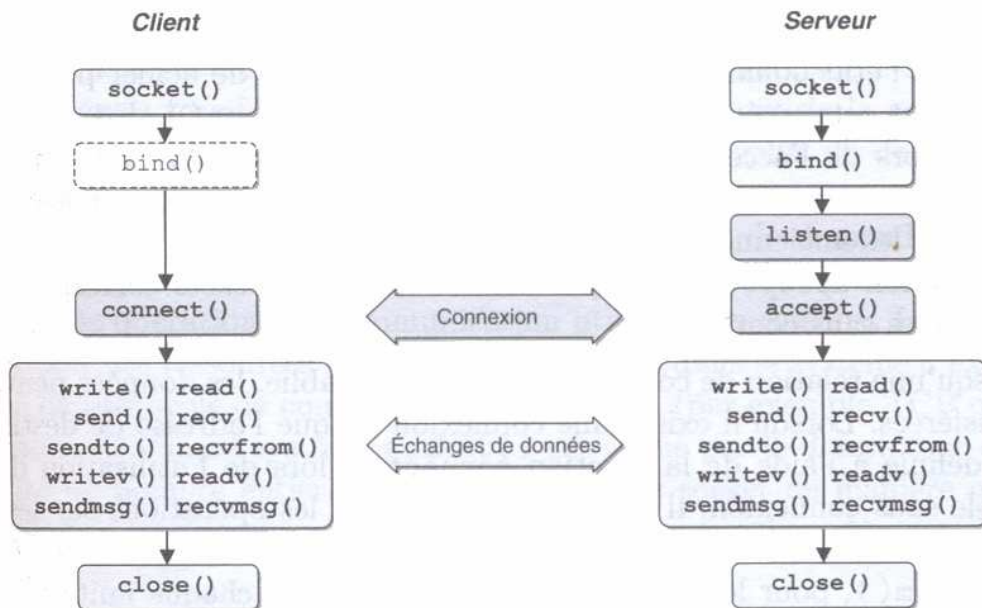 Client
socket()
bind()
connect()
write() read()
send() recv()
sendto() recvfrom()
writev() readv()
sendmsg() recvmsg()
close()
Connexion
Échanges de données
Serveur
socket()
bind()
listen()
accept()
write() read()
send() recv()
sendto() recvfrom()
writev() readv()
sendmsg() recvmsg()
close()